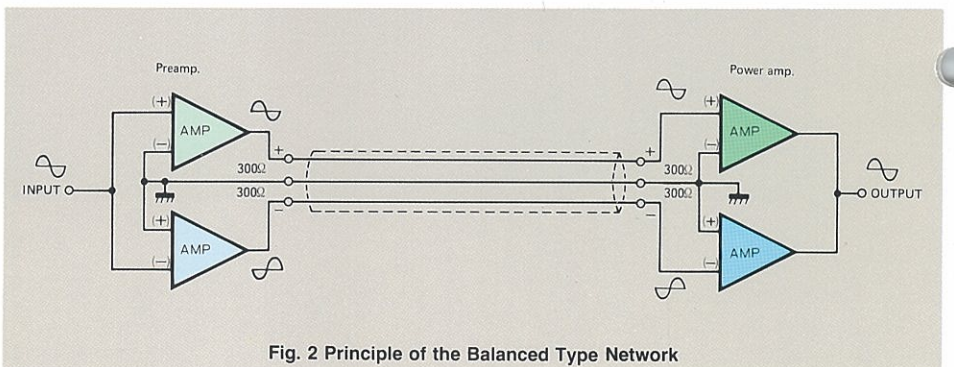 Preamp.
Power amp.
(+)
AMP
(−)
+
300Ω
300Ω
−
INPUT
(+)
AMP
(−)
(+)
AMP
(−)
+
300Ω
300Ω
−
OUTPUT
(+)
AMP
(−)
Fig. 2 Principle of the Balanced Type Network